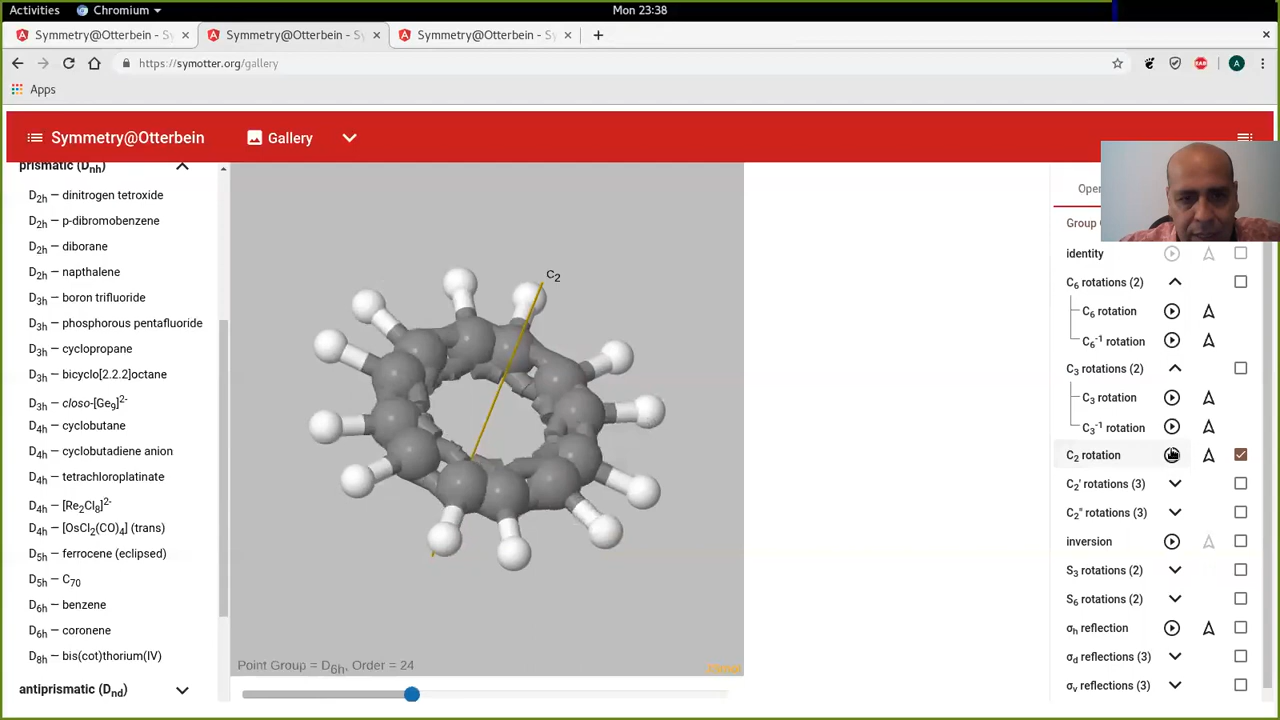 Activities
Chromium
Mon 23:38
Symmetry@Otterbein - Sy
Symmetry@Otterbein - Sy
Symmetry@Otterbein - Sy
https://symotter.org/gallery
A
Apps
Symmetry@Otterbein
Gallery
prismatic (Dnh)
D2h — dinitrogen tetroxide
D2h — p-dibromobenzene
D2h — diborane
D2h — napthalene
D3h — boron trifluoride
D3h — phosphorous pentafluoride
D3h — cyclopropane
D3h — bicyclo[2.2.2]octane
D3h — closo-[Ge9]2-
D4h — cyclobutane
D4h — cyclobutadiene anion
D4h — tetrachloroplatinate
D4h — [Re2Cl8]2-
D4h — [OsCl2(CO)4] (trans)
D5h — ferrocene (eclipsed)
D5h — C70
D6h — benzene
D6h — coronene
D8h — bis(cot)thorium(IV)
antiprismatic (Dnd)
C2
Point Group = D6h, Order = 24
identity
C6 rotations (2)
C6 rotation
C6-1 rotation
C3 rotations (2)
C3 rotation
C3-1 rotation
C2 rotation
C2' rotations (3)
C2" rotations (3)
inversion
S3 rotations (2)
S6 rotations (2)
σh reflection
σd reflections (3)
σv reflections (3)